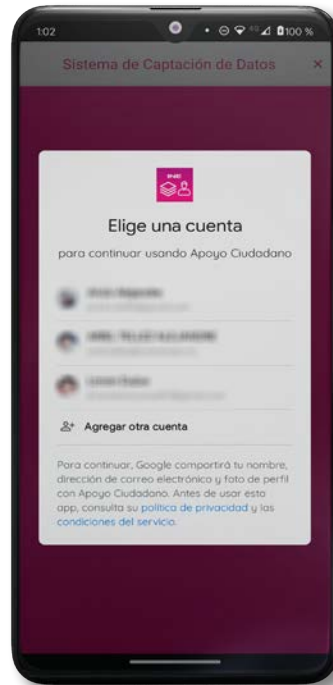 1:02
4G
100 %
Sistema de Captación de Datos ×
INE
Elige una cuenta
para continuar usando Apoyo Ciudadano
Agregar otra cuenta
Para continuar, Google compartirá tu nombre,
dirección de correo electrónico y foto de perfil
con Apoyo Ciudadano. Antes de usar esta
app, consulta su política de privacidad y las
condiciones del servicio.